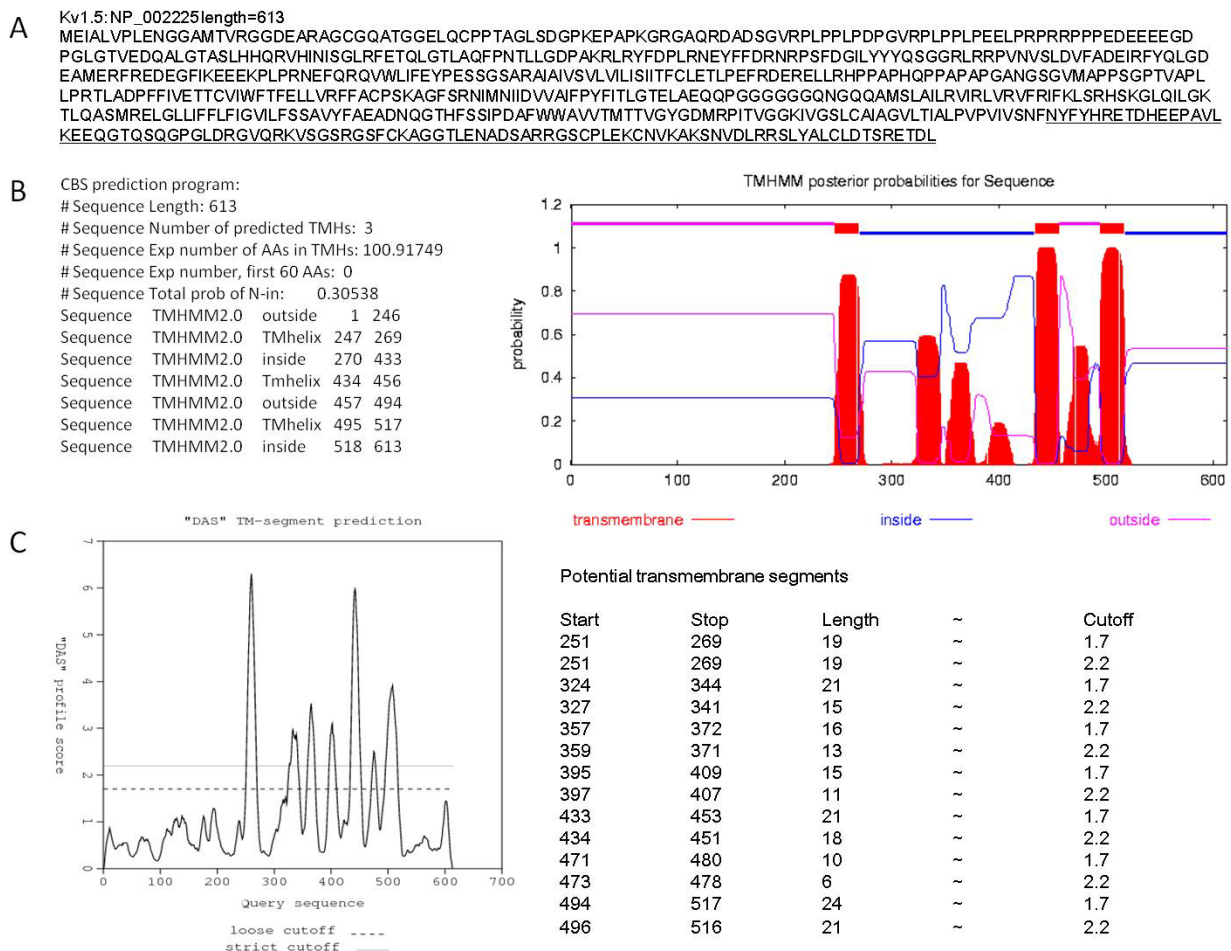 A
Kv1.5: NP_002225 length=613
MEIALVPLENGGAMTVRGGDEARAGCGQATGGELQCPPTAGLSDGPKEPAPKGRGAQRDADSGVRPLPPLPDPGVRPLPPLPEELPRPRRPPPEDEEEEGD
PGLGTVEDQALGTASLHHQRVHINISGLRFETQLGTLAQFPNTLLGDPAKRLRYFDPLRNEYFFDRNRPSFDGILYYYQSGGRLRRPVNVSLDVFADEIRFYQLGD
EAMERFREDEGFIKEEEKPLPRNEFQRQVWLIFEYPESSGSARAIAIVSVLVILISIITFCLETLPEFRDERELLRHPPAPHQPPAPAPGANGSGVMAPPSGPTVAPL
LPRTLADPFFIVETTCVIWFTFELLVRFFACPSKAGFSRNIMNIIDVVAIFPYFITLGTELAEQQPGGGGGGQNGQQAMSLAILRVIRLVRVFRIFKLSRHSKGLQILGK
TLQASMRELGLLIFFLFIGVILFSSAVYFAEADNQGTHFSSIPDAFWWAVVTMTTVGYGDMRPITVGGKIVGSLCAIAGVLTIALPVPVIVSNFNYFYHRETDHEEPAVL
KEEQGTQSQGPGLDRGVQRKVSGSRGSFCKAGGTLENADSARRGSCPLEKCNVKAKSNVDLRRSLYALCLDTSRETDL
B
CBS prediction program:
# Sequence Length: 613
# Sequence Number of predicted TMHs: 3
# Sequence Exp number of AAs in TMHs: 100.91749
# Sequence Exp number, first 60 AAs: 0
# Sequence Total prob of N-in: 0.30538
Sequence TMHMM2.0 outside 1 246
Sequence TMHMM2.0 TMhelix 247 269
Sequence TMHMM2.0 inside 270 433
Sequence TMHMM2.0 Tmhelix 434 456
Sequence TMHMM2.0 outside 457 494
Sequence TMHMM2.0 TMhelix 495 517
Sequence TMHMM2.0 inside 518 613
TMHMM posterior probabilities for Sequence
probability
1.2
1
0.8
0.6
0.4
0.2
0
0 100 200 300 400 500 600
transmembrane inside outside
C
"DAS" TM-segment prediction
"DAS" profile score
7
6
5
4
3
2
1
0
0 100 200 300 400 500 600 700
Query sequence
loose cutoff
strict cutoff
Potential transmembrane segments
Start Stop Length ~ Cutoff
251 269 19 ~ 1.7
251 269 19 ~ 2.2
324 344 21 ~ 1.7
327 341 15 ~ 2.2
357 372 16 ~ 1.7
359 371 13 ~ 2.2
395 409 15 ~ 1.7
397 407 11 ~ 2.2
433 453 21 ~ 1.7
434 451 18 ~ 2.2
471 480 10 ~ 1.7
473 478 6 ~ 2.2
494 517 24 ~ 1.7
496 516 21 ~ 2.2